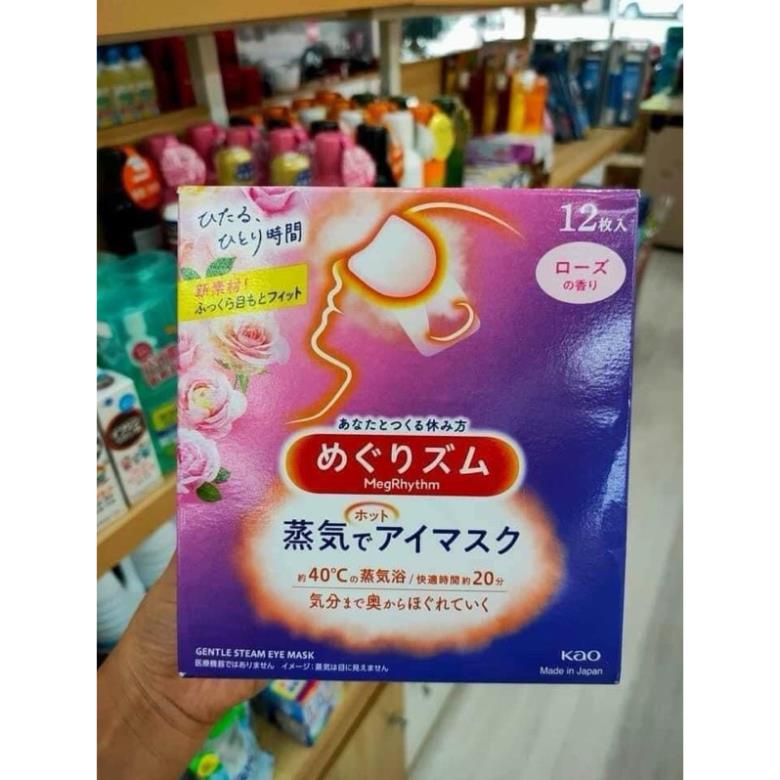 ひたる、
ひとり時間
新素材!
ふっくら目もとフィット
12枚入
ローズ
の香り
あなたとつくる休み方
めぐりズム
MegRhythm
ホット
蒸気でアイマスク
約40℃の蒸気浴/快適時間約20分
気分まで奥からほぐれていく
GENTLE STEAM EYE MASK
医療機器ではありません イメージ:蒸気は目に見えません
Kao
Made in Japan